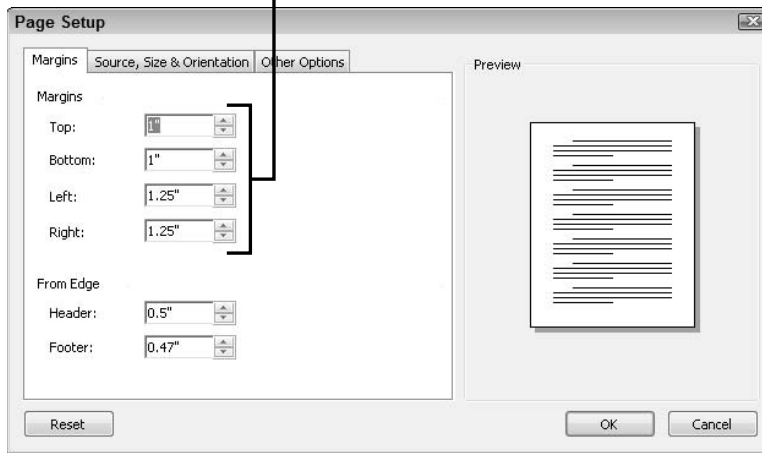 Page Setup
Margins Source, Size & Orientation Other Options
Preview
Margins
Top: 1"
Bottom: 1"
Left: 1.25"
Right: 1.25"
From Edge
Header: 0.5"
Footer: 0.47"
Reset OK Cancel